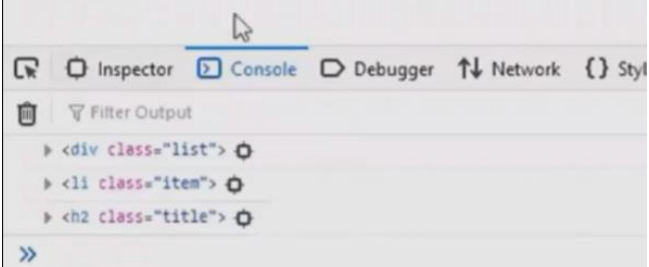 Inspector Console Debugger Network {} Styl
Filter Output
<div class="list">
<li class="item">
<h2 class="title">
»